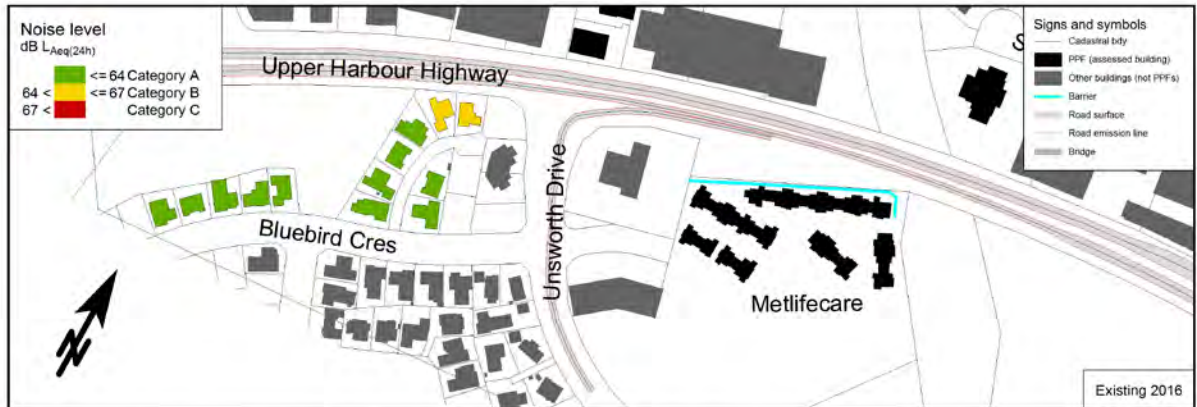 Noise level
dB LAeq(24h)
<= 64 Category A
64 < <= 67 Category B
67 < Category C
Upper Harbour Highway
Bluebird Cres
Unsworth Drive
Metlifecare
S
Signs and symbols
Cadastral bdy
PPF (assessed building)
Other buildings (not PPFs)
Barrier
Road surface
Road emission line
Bridge
Existing 2016